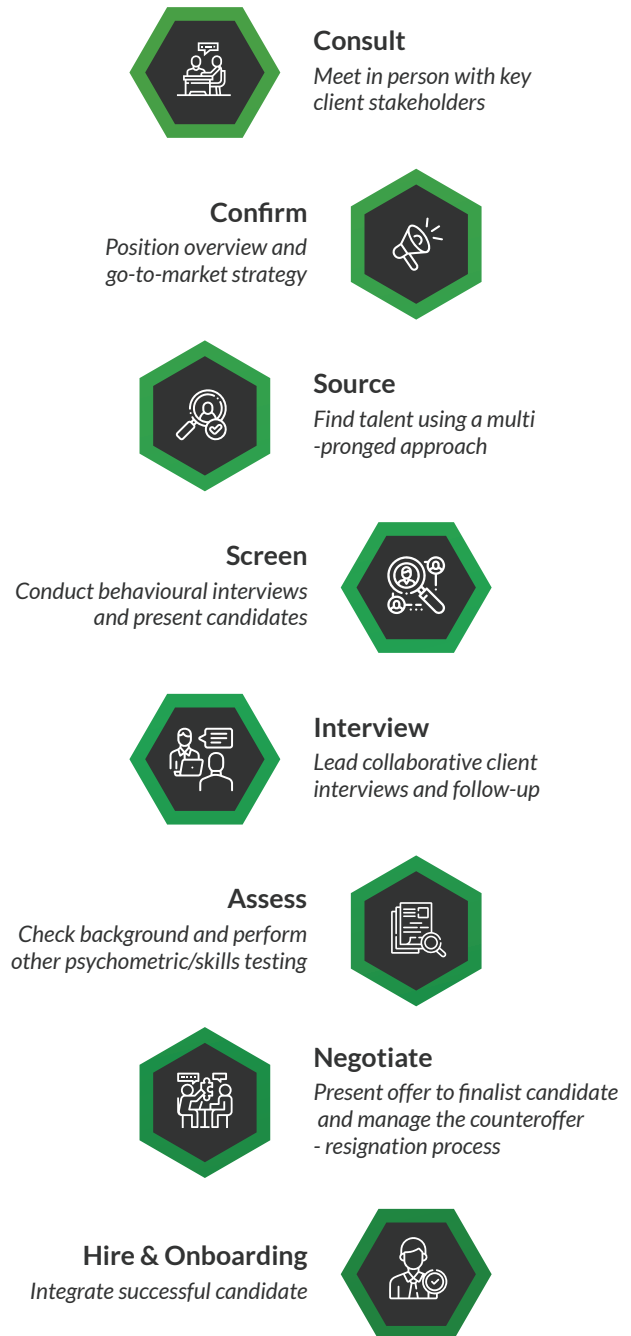 Consult
Meet in person with key
client stakeholders
Confirm
Position overview and
go-to-market strategy
Source
Find talent using a multi
-pronged approach
Screen
Conduct behavioural interviews
and present candidates
Interview
Lead collaborative client
interviews and follow-up
Assess
Check background and perform
other psychometric/skills testing
Negotiate
Present offer to finalist candidate
and manage the counteroffer
- resignation process
Hire & Onboarding
Integrate successful candidate